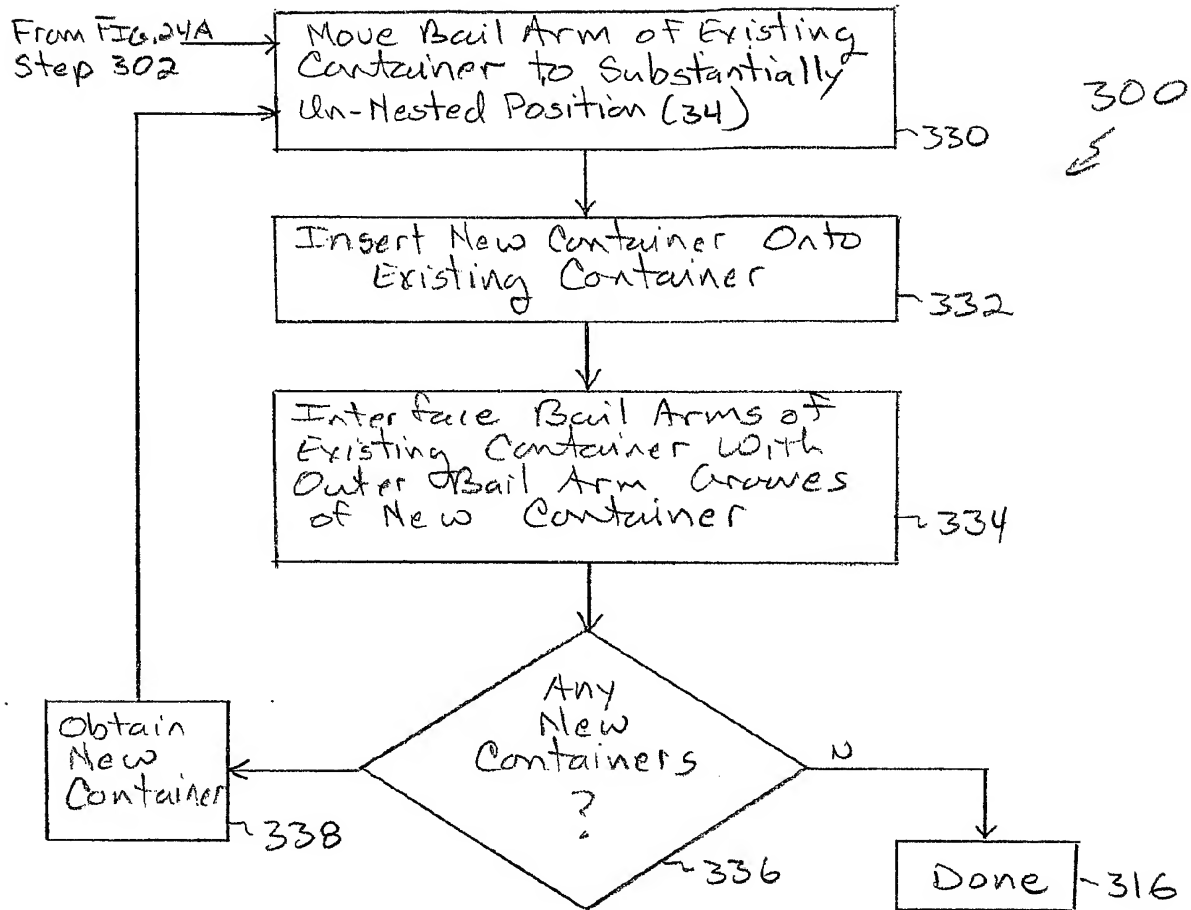 From FIG.24A
Step 302
Move Bail Arm of Existing
Container to Substantially
Un-Nested Position (34)
330
300
Insert New Container Onto
Existing Container
332
Interface Bail Arms of
Existing Container With
Outer Bail Arm Grooves
of New Container
334
Any
New
Containers
?
336
N
Obtain
New
Container
338
Done
316